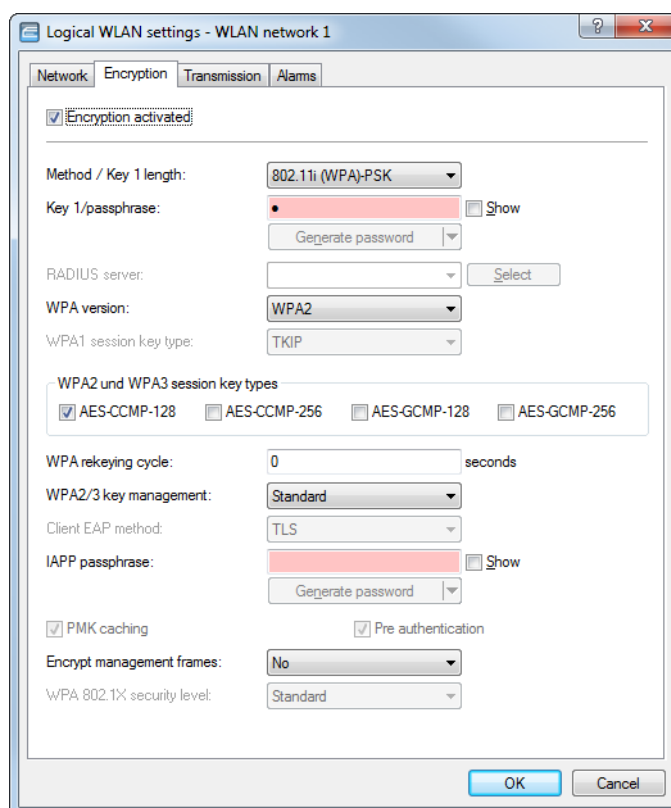 Logical WLAN settings - WLAN network 1
Network Encryption Transmission Alarms
Encryption activated
Method / Key 1 length: 802.11i (WPA)-PSK
Key 1/passphrase: ● Show
Generate password
RADIUS server: Select
WPA version: WPA2
WPA1 session key type: TKIP
WPA2 und WPA3 session key types
AES-CCMP-128 AES-CCMP-256 AES-GCMP-128 AES-GCMP-256
WPA rekeying cycle: 0 seconds
WPA2/3 key management: Standard
Client EAP method: TLS
IAPP passphrase: Show
Generate password
PMK caching Pre authentication
Encrypt management frames: No
WPA 802.1X security level: Standard
OK Cancel